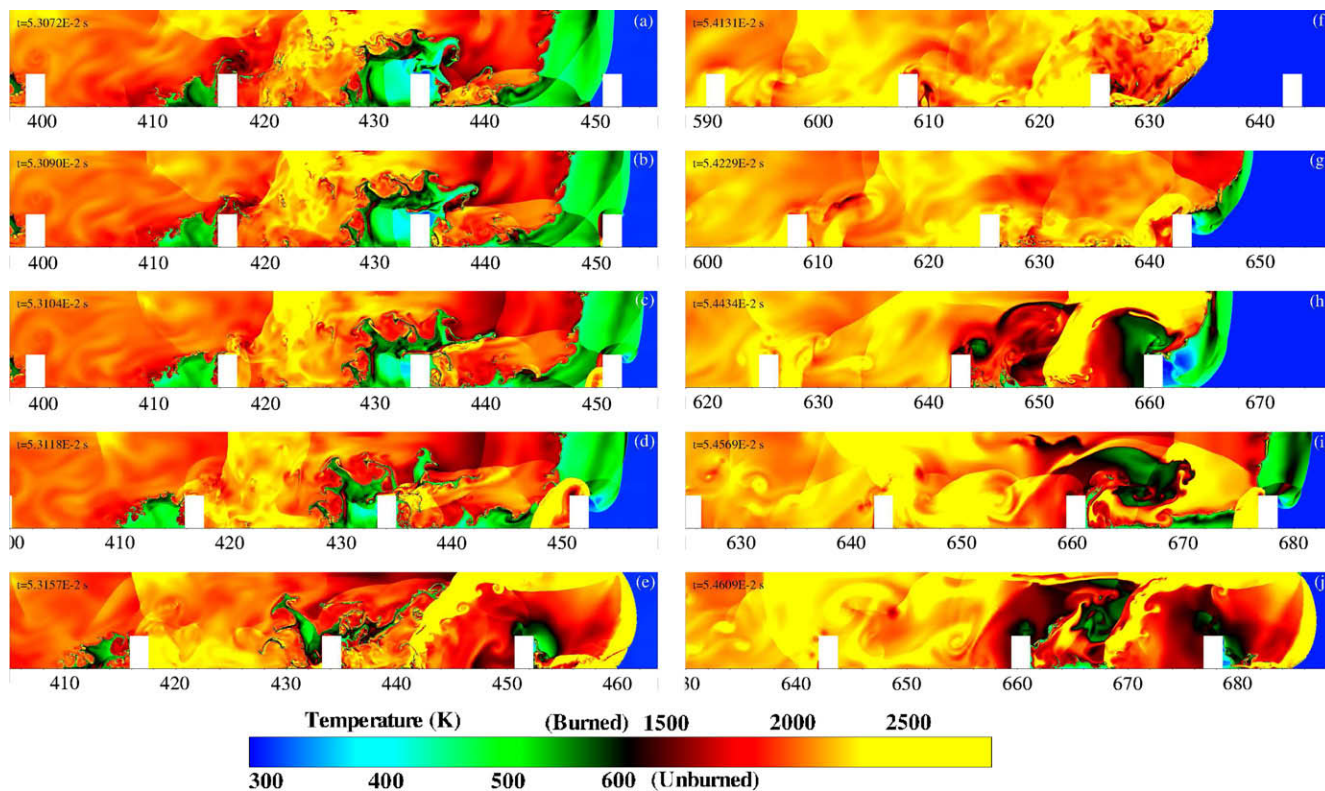 t=5.3072E-2 s (a)
400 410 420 430 440 450
t=5.3090E-2 s (b)
400 410 420 430 440 450
t=5.3104E-2 s (c)
400 410 420 430 440 450
t=5.3118E-2 s (d)
00 410 420 430 440 450
t=5.3157E-2 s (e)
410 420 430 440 450 460
t=5.4131E-2 s (f
590 600 610 620 630 640
t=5.4229E-2 s (g)
600 610 620 630 640 650
t=5.4434E-2 s (h)
620 630 640 650 660 670
t=5.4569E-2 s (i
630 640 650 660 670 680
t=5.4609E-2 s (j
30 640 650 660 670 680
Temperature (K) (Burned) 1500 2000 2500
300 400 500 600 (Unburned)